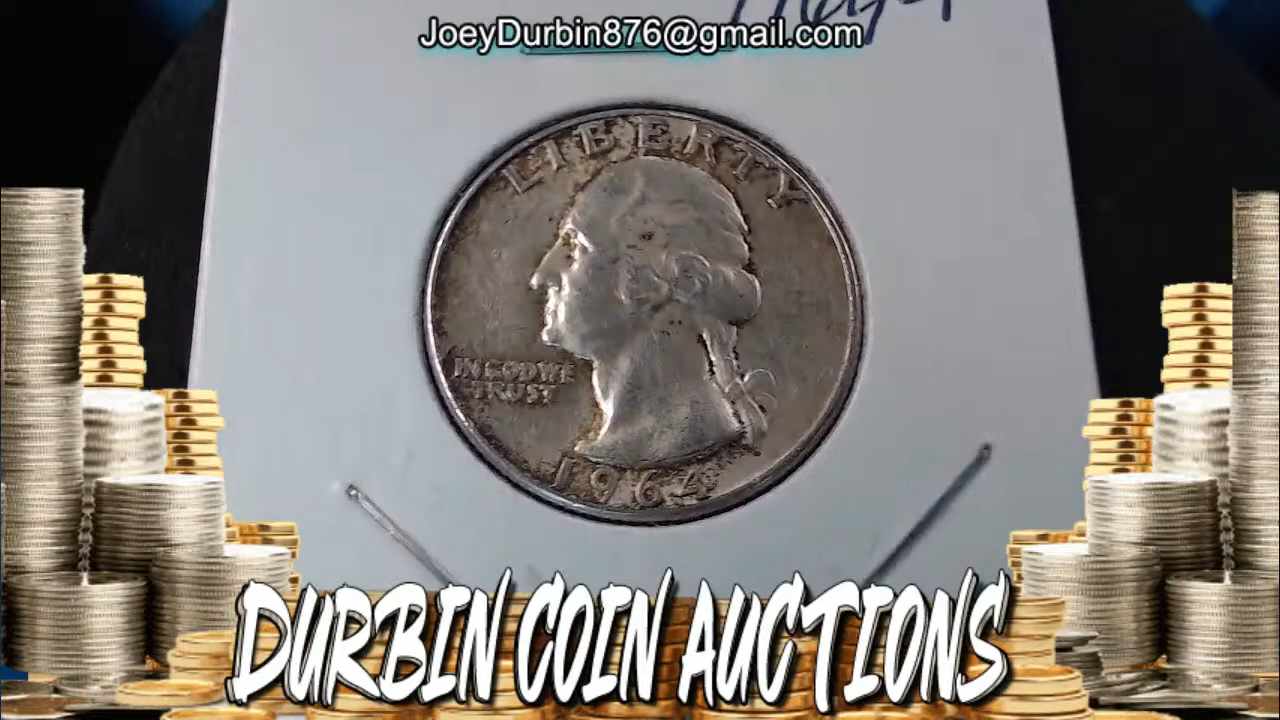 JoeyDurbin876@gmail.com
LIBERTY
IN GOD WE
TRUST
1964
DURBIN COIN AUCTIONS